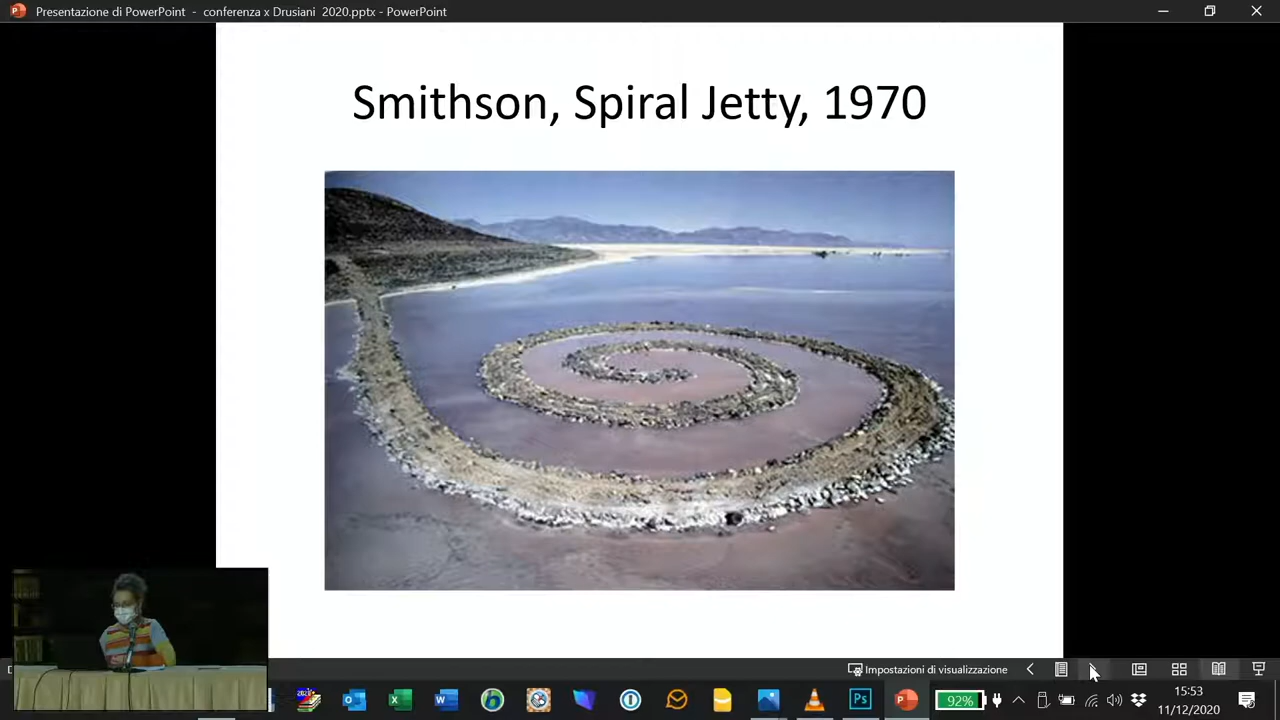 Presentazione di PowerPoint - conferenza x Drusiani 2020.pptx - PowerPoint
Smithson, Spiral Jetty, 1970
Impostazioni di visualizzazione
92%
15:53
11/12/2020